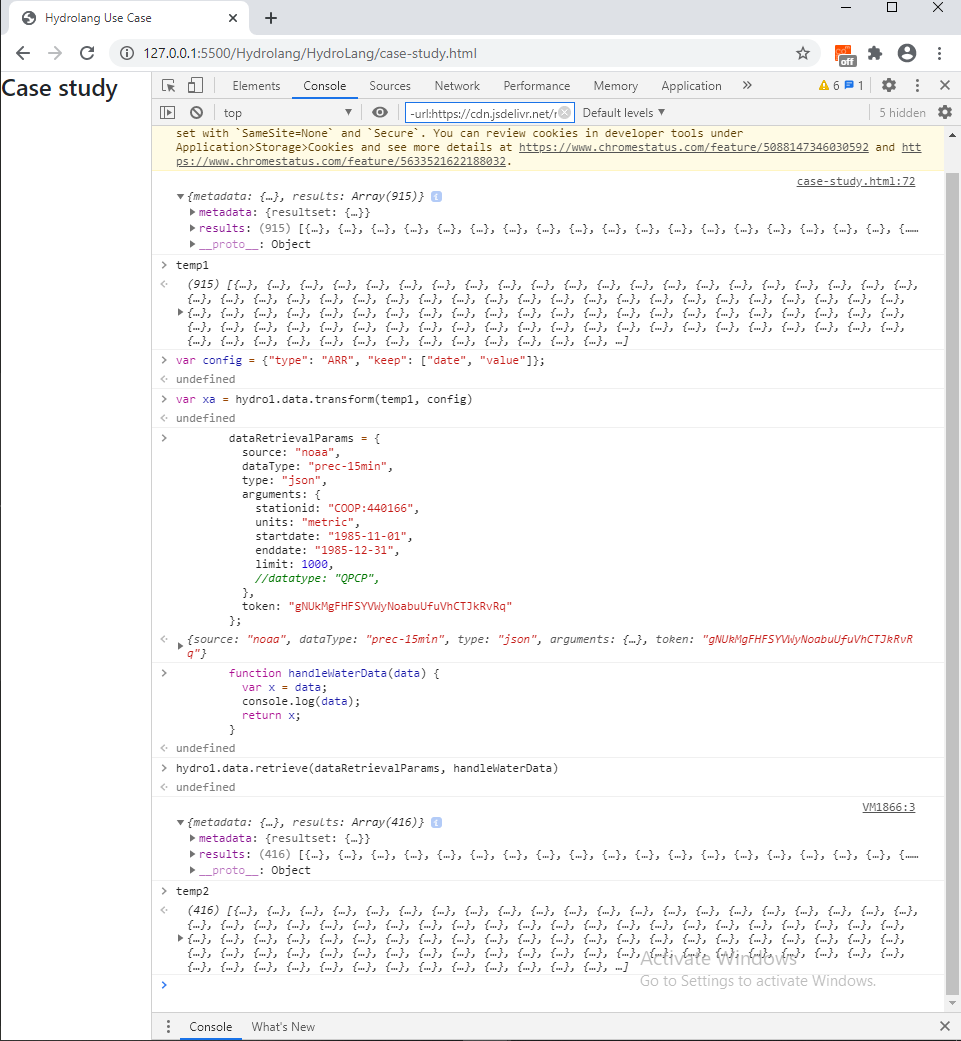 Hydrolang Use Case
127.0.0.1:5500/Hydrolang/HydroLang/case-study.html
off
Case study
Elements Console Sources Network Performance Memory Application » 6 1
top -url:https://cdn.jsdelivr.net/r Default levels ▼ 5 hidden
set with `SameSite=None` and `Secure`. You can review cookies in developer tools under
Application>Storage>Cookies and see more details at https://www.chromestatus.com/feature/5088147346030592 and htt
ps://www.chromestatus.com/feature/5633521622188032.
case-study.html:72
{metadata: {…}, results: Array(915)} i
metadata: {resultset: {…}}
results: (915) [{…}, {…}, {…}, {…}, {…}, {…}, {…}, {…}, {…}, {…}, {…}, {…}, {…}, {…}, {…}, {…}, {…}, {…}, {……
__proto__: Object
temp1
(915) [{…}, {…}, {…}, {…}, {…}, {…}, {…}, {…}, {…}, {…}, {…}, {…}, {…}, {…}, {…}, {…}, {…}, {…}, {…}, {…}, {…},
{…}, {…}, {…}, {…}, {…}, {…}, {…}, {…}, {…}, {…}, {…}, {…}, {…}, {…}, {…}, {…}, {…}, {…}, {…}, {…}, {…}, {…},
{…}, {…}, {…}, {…}, {…}, {…}, {…}, {…}, {…}, {…}, {…}, {…}, {…}, {…}, {…}, {…}, {…}, {…}, {…}, {…}, {…}, {…},
{…}, {…}, {…}, {…}, {…}, {…}, {…}, {…}, {…}, {…}, {…}, {…}, {…}, {…}, {…}, {…}, {…}, {…}, {…}, {…}, {…}, {…},
{…}, {…}, {…}, {…}, {…}, {…}, {…}, {…}, {…}, {…}, {…}, {…}, {…}, …]
var config = {"type": "ARR", "keep": ["date", "value"]};
undefined
var xa = hydro1.data.transform(temp1, config)
undefined
dataRetrievalParams = {
source: "noaa",
dataType: "prec-15min",
type: "json",
arguments: {
stationid: "COOP:440166",
units: "metric",
startdate: "1985-11-01",
enddate: "1985-12-31",
limit: 1000,
//datatype: "QPCP",
},
token: "gNUkMgFHFSYVWyNoabuUfuVhCTJkRvRq"
};
{source: "noaa", dataType: "prec-15min", type: "json", arguments: {…}, token: "gNUkMgFHFSYVWyNoabuUfuVhCTJkRvR
q"}
function handleWaterData(data) {
var x = data;
console.log(data);
return x;
}
undefined
hydro1.data.retrieve(dataRetrievalParams, handleWaterData)
undefined
VM1866:3
{metadata: {…}, results: Array(416)} i
metadata: {resultset: {…}}
results: (416) [{…}, {…}, {…}, {…}, {…}, {…}, {…}, {…}, {…}, {…}, {…}, {…}, {…}, {…}, {…}, {…}, {…}, {…}, {……
__proto__: Object
temp2
(416) [{…}, {…}, {…}, {…}, {…}, {…}, {…}, {…}, {…}, {…}, {…}, {…}, {…}, {…}, {…}, {…}, {…}, {…}, {…}, {…}, {…},
{…}, {…}, {…}, {…}, {…}, {…}, {…}, {…}, {…}, {…}, {…}, {…}, {…}, {…}, {…}, {…}, {…}, {…}, {…}, {…}, {…}, {…},
{…}, {…}, {…}, {…}, {…}, {…}, {…}, {…}, {…}, {…}, {…}, {…}, {…}, {…}, {…}, {…}, {…}, {…}, {…}, {…}, {…}, {…},
{…}, {…}, {…}, {…}, {…}, {…}, {…}, {…}, {…}, {…}, {…}, {…}, {…}, {…}, {…}, {…}, {…}, {…}, {…}, {…}, {…}, {…},
{…}, {…}, {…}, {…}, {…}, {…}, {…}, {…}, {…}, {…}, {…}, {…}, {…}, …]
Activate Windows
Go to Settings to activate Windows.
Console What's New